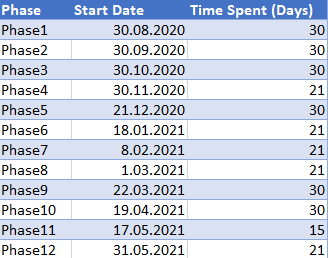 Phase Start Date Time Spent (Days)
Phase1 30.08.2020 30
Phase2 30.09.2020 30
Phase3 30.10.2020 30
Phase4 30.11.2020 21
Phase5 21.12.2020 30
Phase6 18.01.2021 21
Phase7 8.02.2021 21
Phase8 1.03.2021 21
Phase9 22.03.2021 30
Phase10 19.04.2021 30
Phase11 17.05.2021 15
Phase12 31.05.2021 21